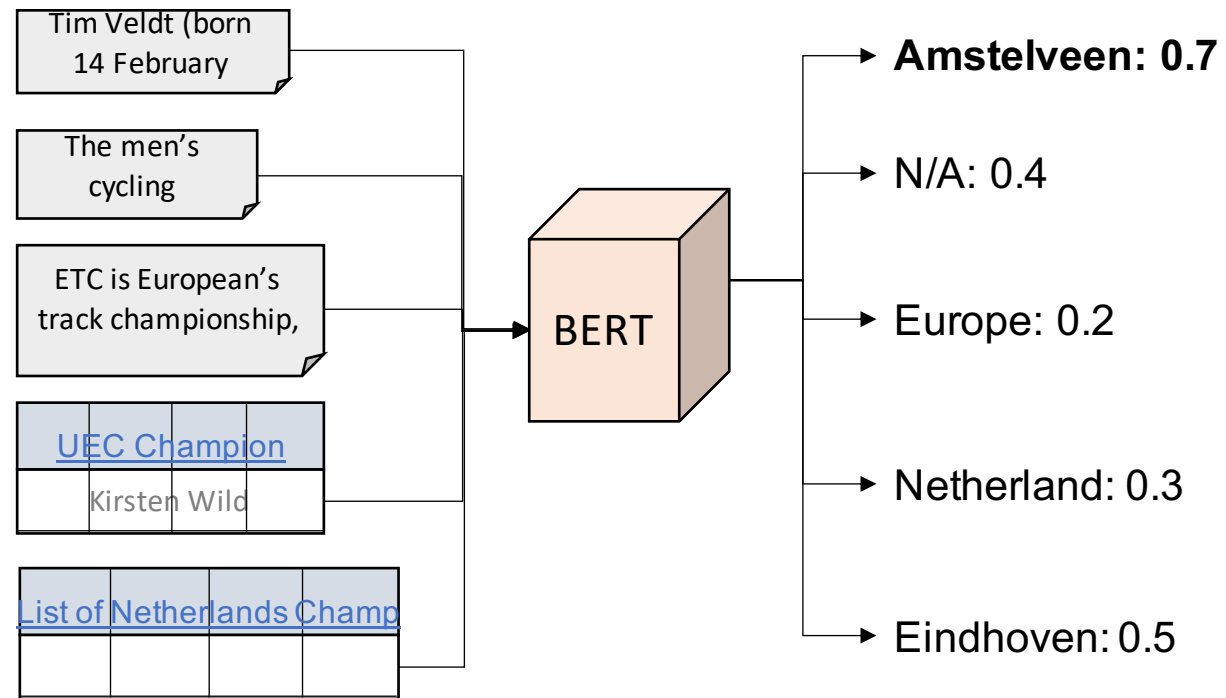 Tim Veldt (born
14 February
The men’s
cycling
ETC is European’s
track championship,
UEC Champion
Kirsten Wild
List of Netherlands Champ
BERT
Amstelveen: 0.7
N/A: 0.4
Europe: 0.2
Netherland: 0.3
Eindhoven: 0.5